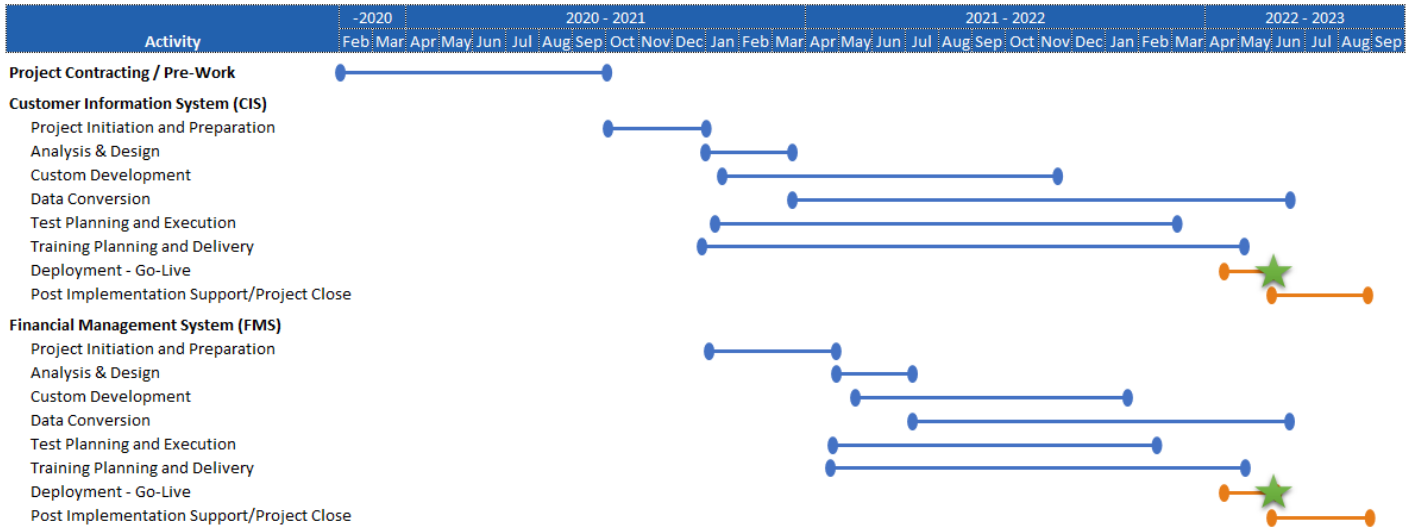 -2020 2020 - 2021 2021 - 2022 2022 - 2023
Activity Feb Mar Apr May Jun Jul Aug Sep Oct Nov Dec Jan Feb Mar Apr May Jun Jul Aug Sep Oct Nov Dec Jan Feb Mar Apr May Jun Jul Aug Sep
Project Contracting / Pre-Work
Customer Information System (CIS)
Project Initiation and Preparation
Analysis & Design
Custom Development
Data Conversion
Test Planning and Execution
Training Planning and Delivery
Deployment - Go-Live
Post Implementation Support/Project Close
Financial Management System (FMS)
Project Initiation and Preparation
Analysis & Design
Custom Development
Data Conversion
Test Planning and Execution
Training Planning and Delivery
Deployment - Go-Live
Post Implementation Support/Project Close